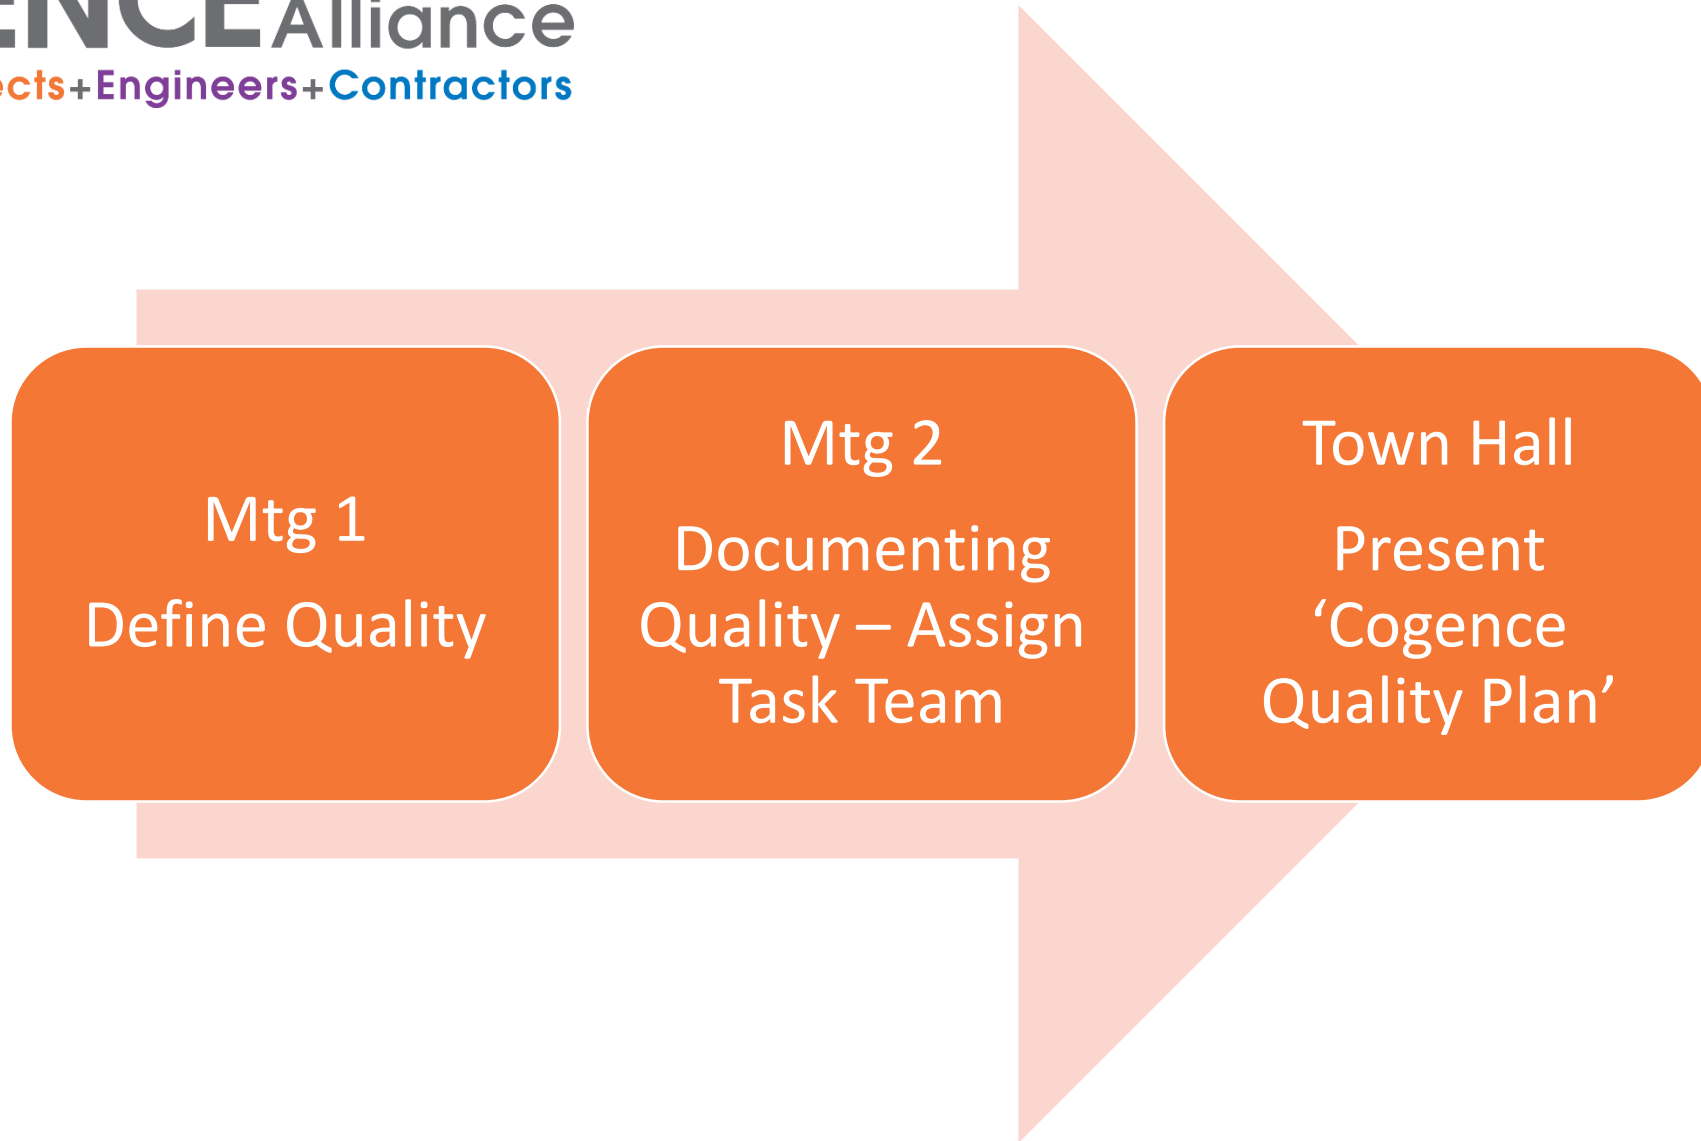 ENCE Alliance
ects+Engineers+Contractors
Mtg 1
Define Quality
Mtg 2
Documenting
Quality – Assign
Task Team
Town Hall
Present
‘Cogence
Quality Plan’